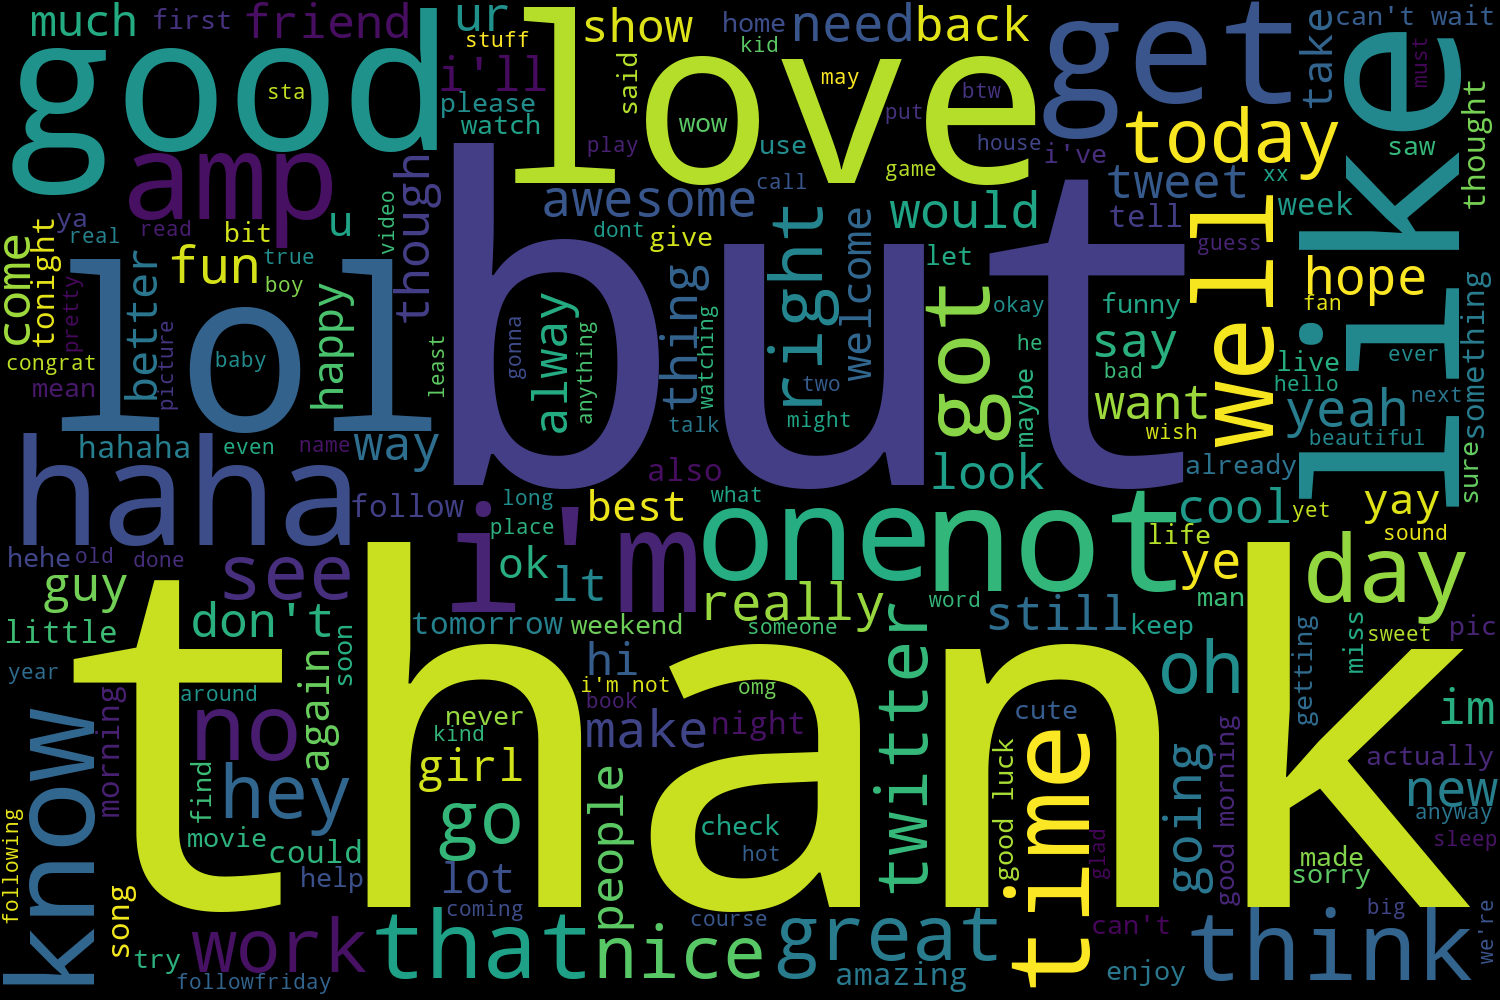 much
first
friend
ur
stuff
show
home
need
back
get
take
can't wait
must
good
love
i'll
said
kid
may
btw
like
sta
please
watch
wow
play
use
put
game
house
i've
today
saw
thought
amp
though
awesome
call
would
tweet
xx
week
tell
well
guess
ya
real
read
bit
u
video
dont
give
right
welcome
let
come
tonight
true
boy
fun
better
happy
lol
but
hope
fan
pretty
picture
baby
congrat
mean
least
gonna
alway
anything
thing
watching
two
might
talk
got
okay
he
maybe
funny
say
bad
want
wish
live
hello
ever
next
yeah
beautiful
something
hahaha
even
name
way
haha
also
look
already
sure
follow
long
what
best
place
one
not
cool
yet
yay
sound
life
hehe
old
done
see
ok
i'm
lt
ye
day
guy
man
really
word
little
don't
tomorrow
weekend
someone
still
keep
miss
sweet
pic
soon
again
hi
twitter
oh
getting
year
around
thank
i'm not
omg
book
im
morning
no
never
kind
make
night
cute
know
girl
good luck
time
going
good morning
actually
new
find
hey
go
people
check
anyway
movie
could
hot
glad
sleep
following
help
lot
made
sorry
song
coming
course
big
work
that
nice
great
can't
think
we're
try
followfriday
amazing
enjoy